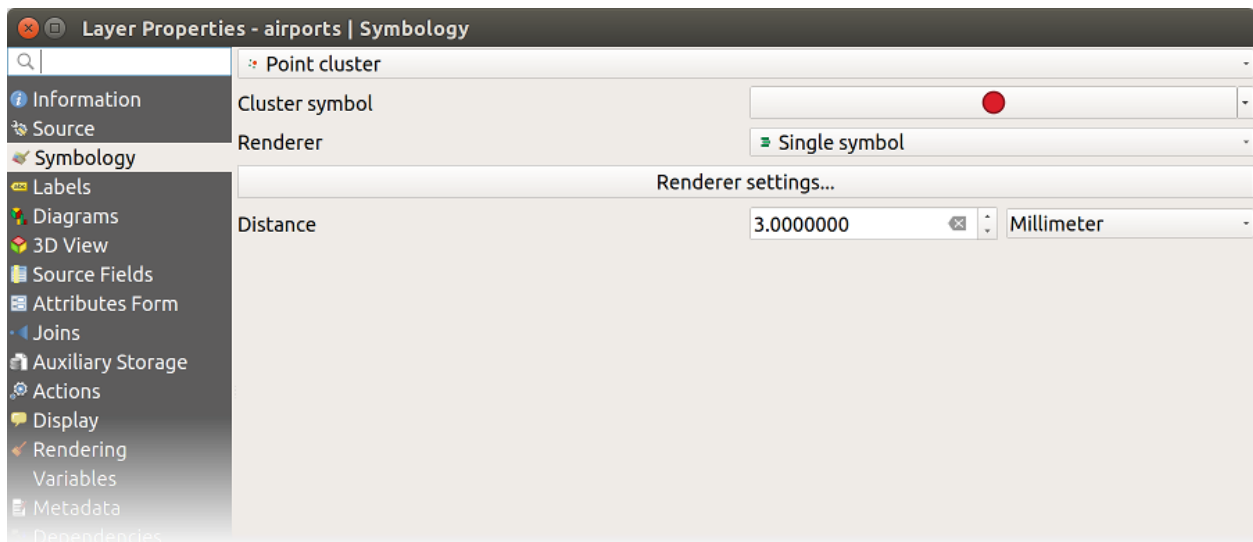 Layer Properties - airports | Symbology
Point cluster
Information
Cluster symbol
Source
Renderer
Single symbol
Symbology
Labels
Renderer settings...
Diagrams
Distance
3.0000000
Millimeter
3D View
Source Fields
Attributes Form
Joins
Auxiliary Storage
Actions
Display
Rendering
Variables
Metadata
Dependencies